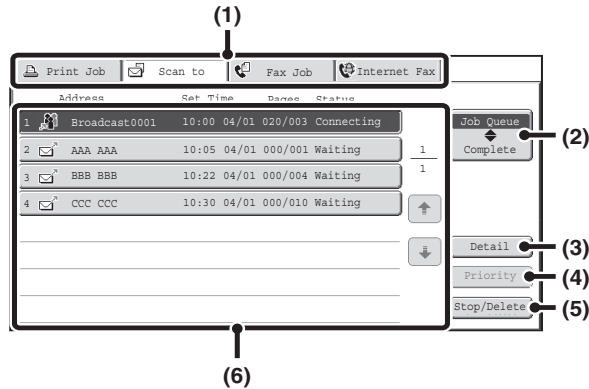 (1)
Print Job Scan to Fax Job Internet Fax
Address Set Time Pages Status
1 Broadcast0001 10:00 04/01 020/003 Connecting
2 AAA AAA 10:05 04/01 000/001 Waiting
3 BBB BBB 10:22 04/01 000/004 Waiting
4 CCC CCC 10:30 04/01 000/010 Waiting
1
1
Job Queue
Complete
(2)
Detail
(3)
Priority
(4)
Stop/Delete
(5)
(6)